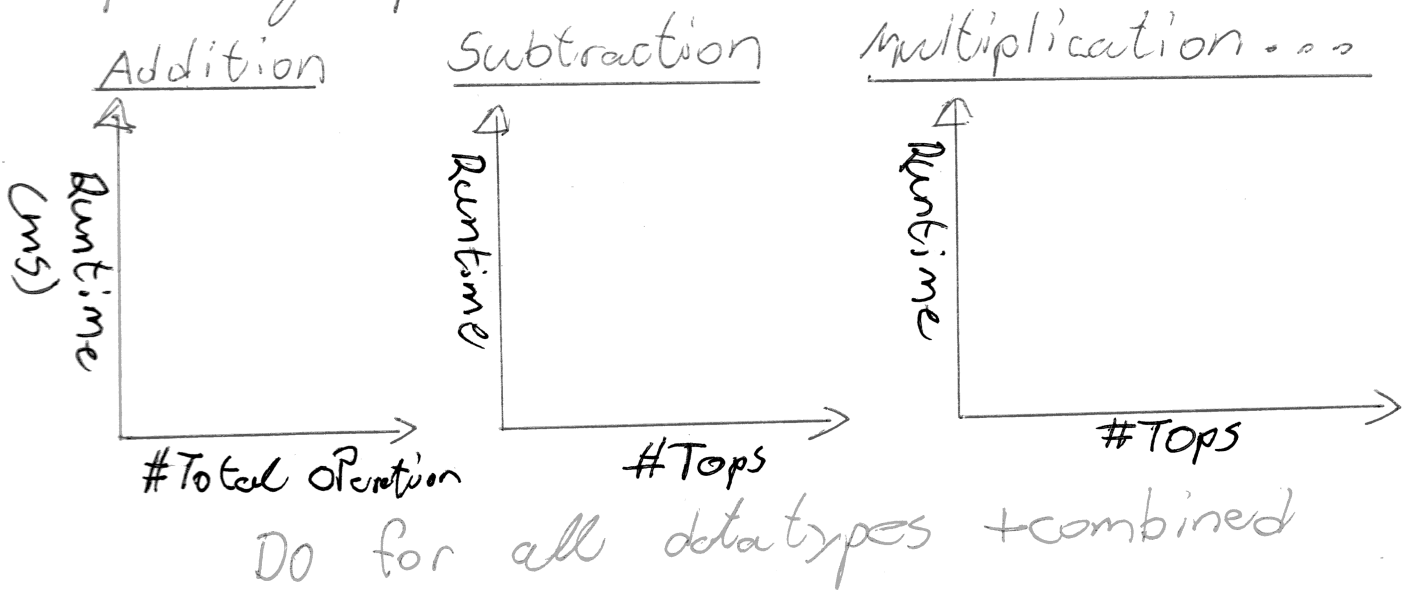 Addition
Subtraction
Multiplication...
Runtime
(ms)
Runtime
Runtime
#Total operation
#Tops
#Tops
Do for all datatypes +combined